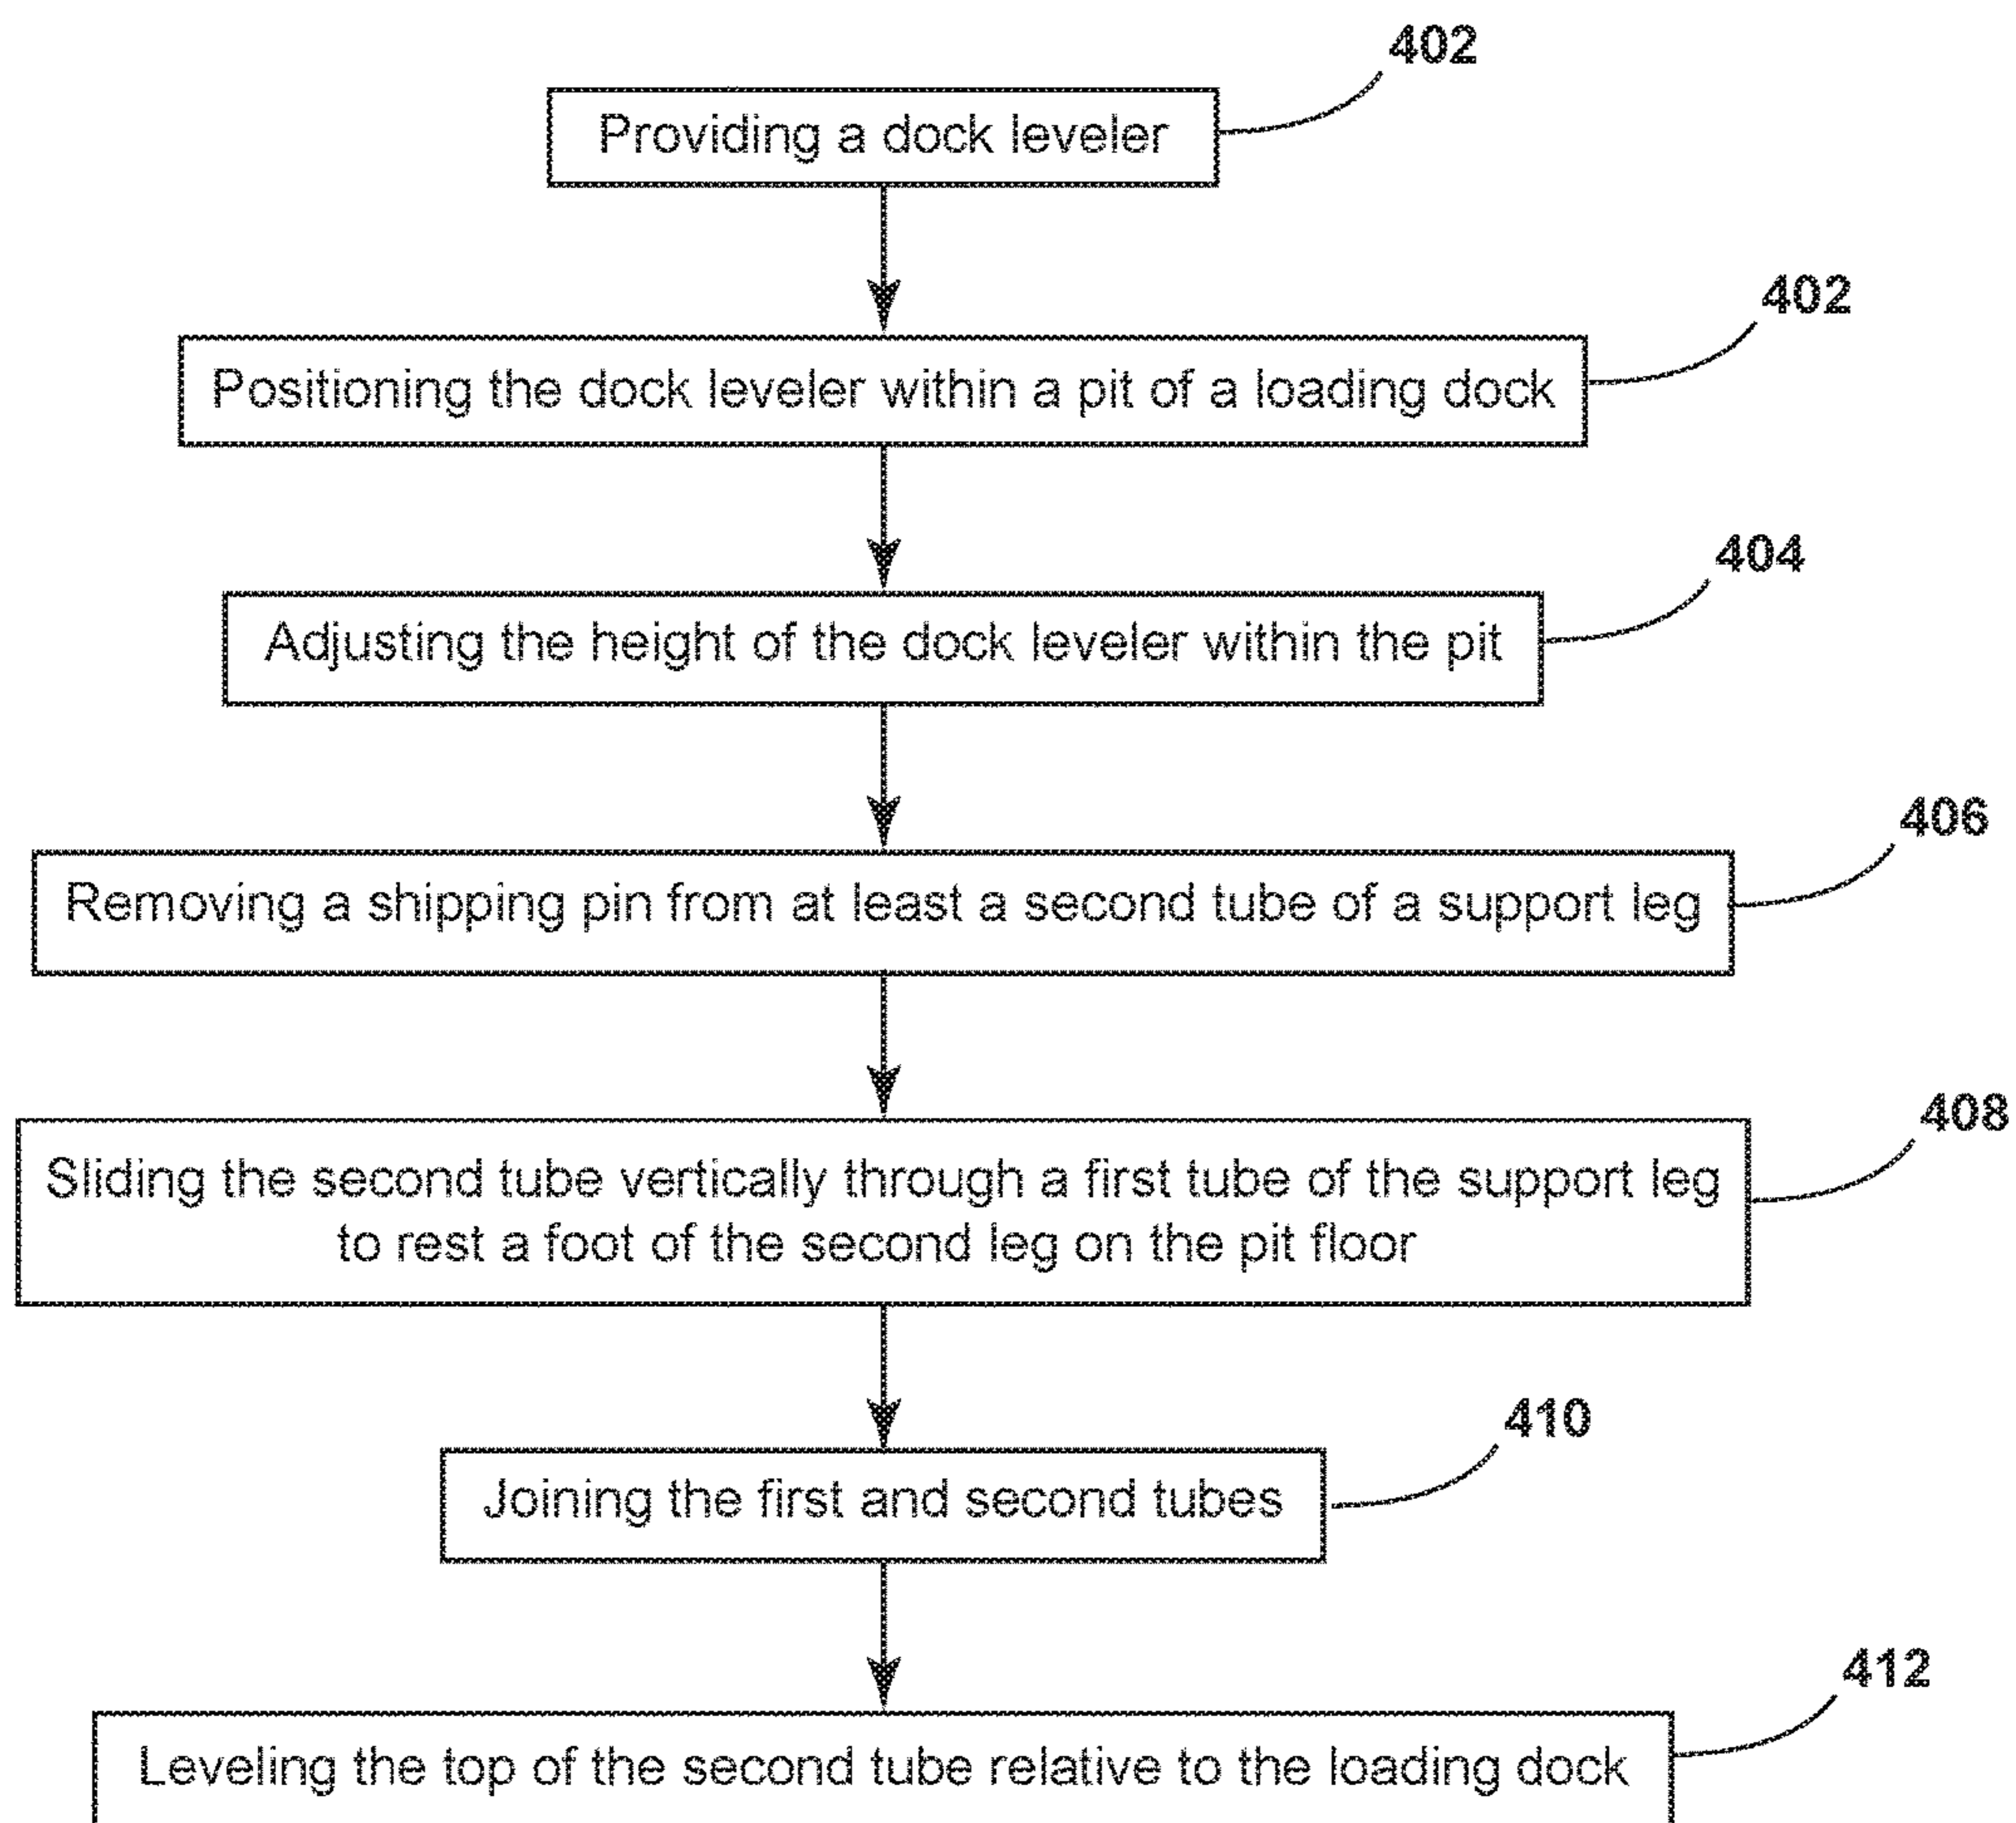 402
Providing a dock leveler
402
Positioning the dock leveler within a pit of a loading dock
404
Adjusting the height of the dock leveler within the pit
406
Removing a shipping pin from at least a second tube of a support leg
408
Sliding the second tube vertically through a first tube of the support leg
to rest a foot of the second leg on the pit floor
410
Joining the first and second tubes
412
Leveling the top of the second tube relative to the loading dock